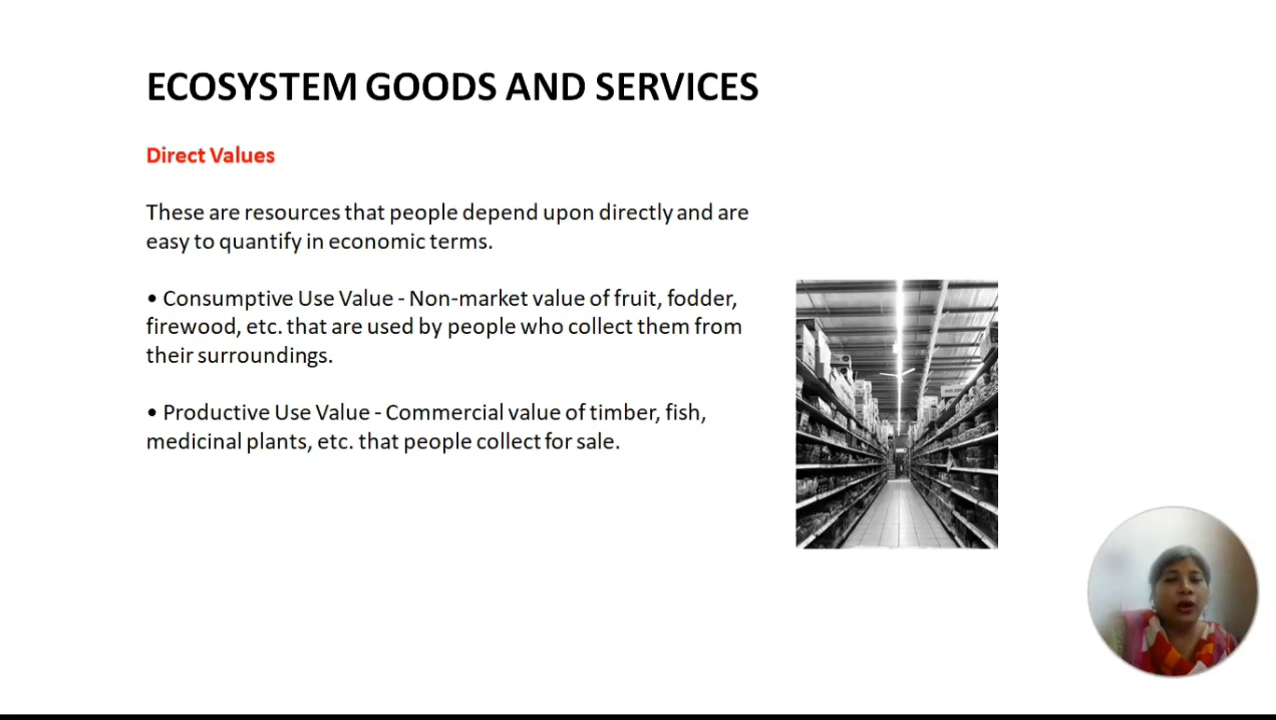 ECOSYSTEM GOODS AND SERVICES
Direct Values
These are resources that people depend upon directly and are
easy to quantify in economic terms.
• Consumptive Use Value - Non-market value of fruit, fodder,
firewood, etc. that are used by people who collect them from
their surroundings.
• Productive Use Value - Commercial value of timber, fish,
medicinal plants, etc. that people collect for sale.